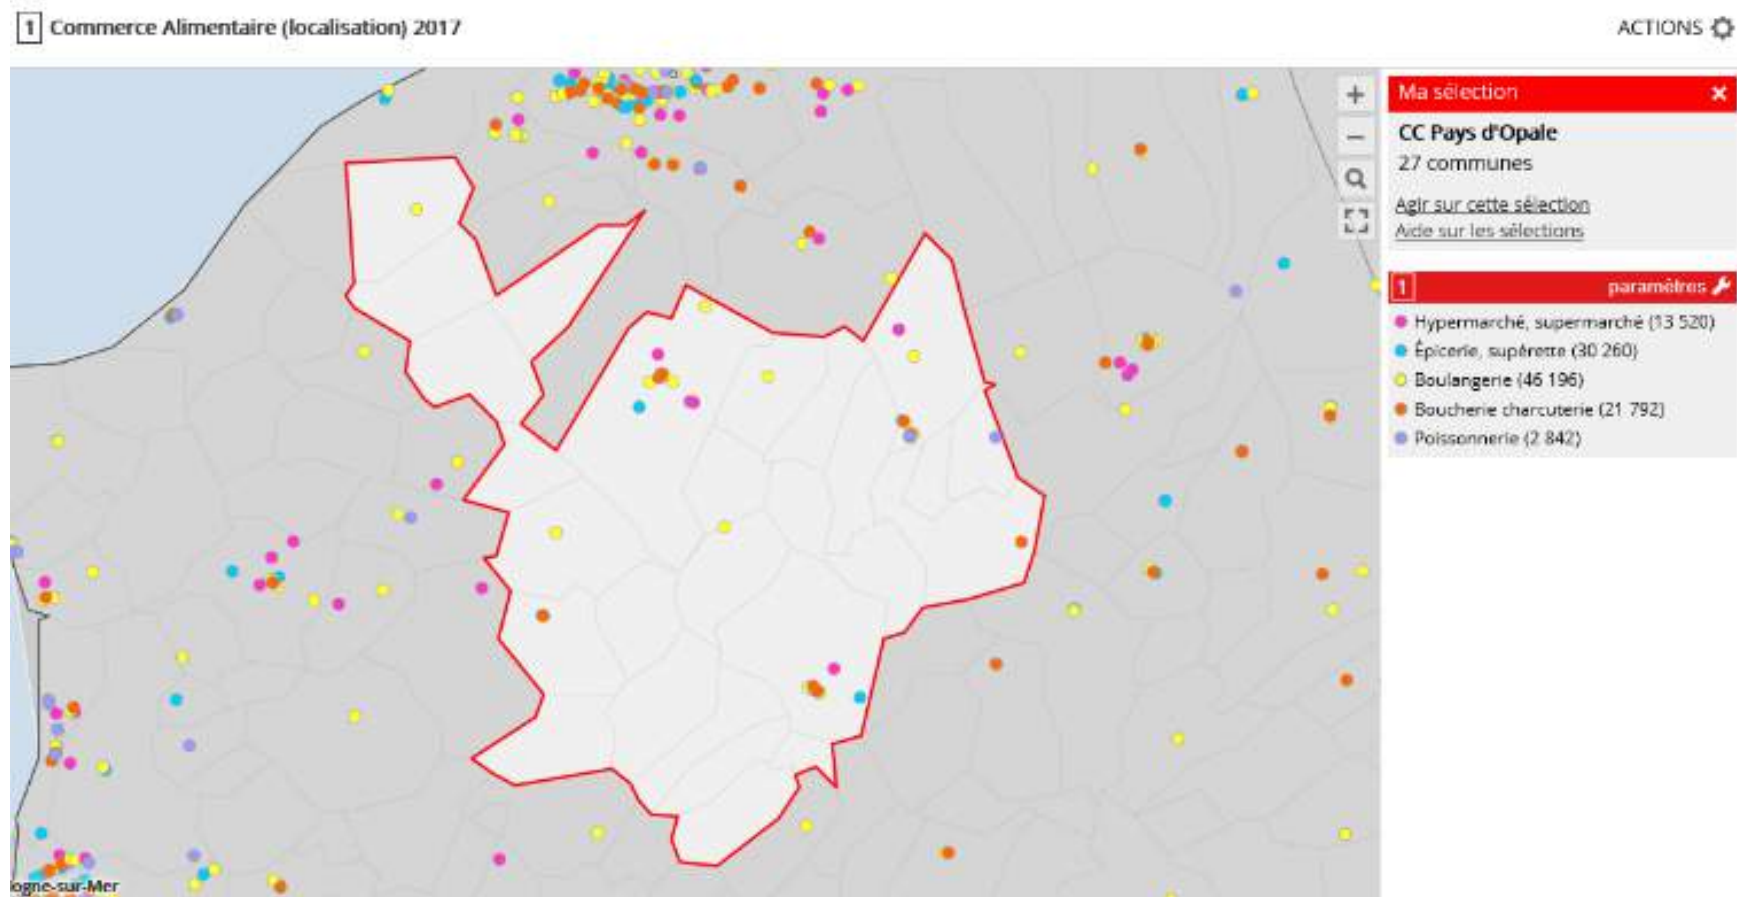 1 Commerce Alimentaire (localisation) 2017
ACTIONS
+
−
Ma sélection ×
CC Pays d'Opale
27 communes
Agir sur cette sélection
Aide sur les sélections
1 paramètres
Hypermarché, supermarché (13 520)
Épicerie, supérette (30 260)
Boulangerie (46 196)
Boucherie charcuterie (21 792)
Poissonnerie (2 842)
ogne-sur-Mer